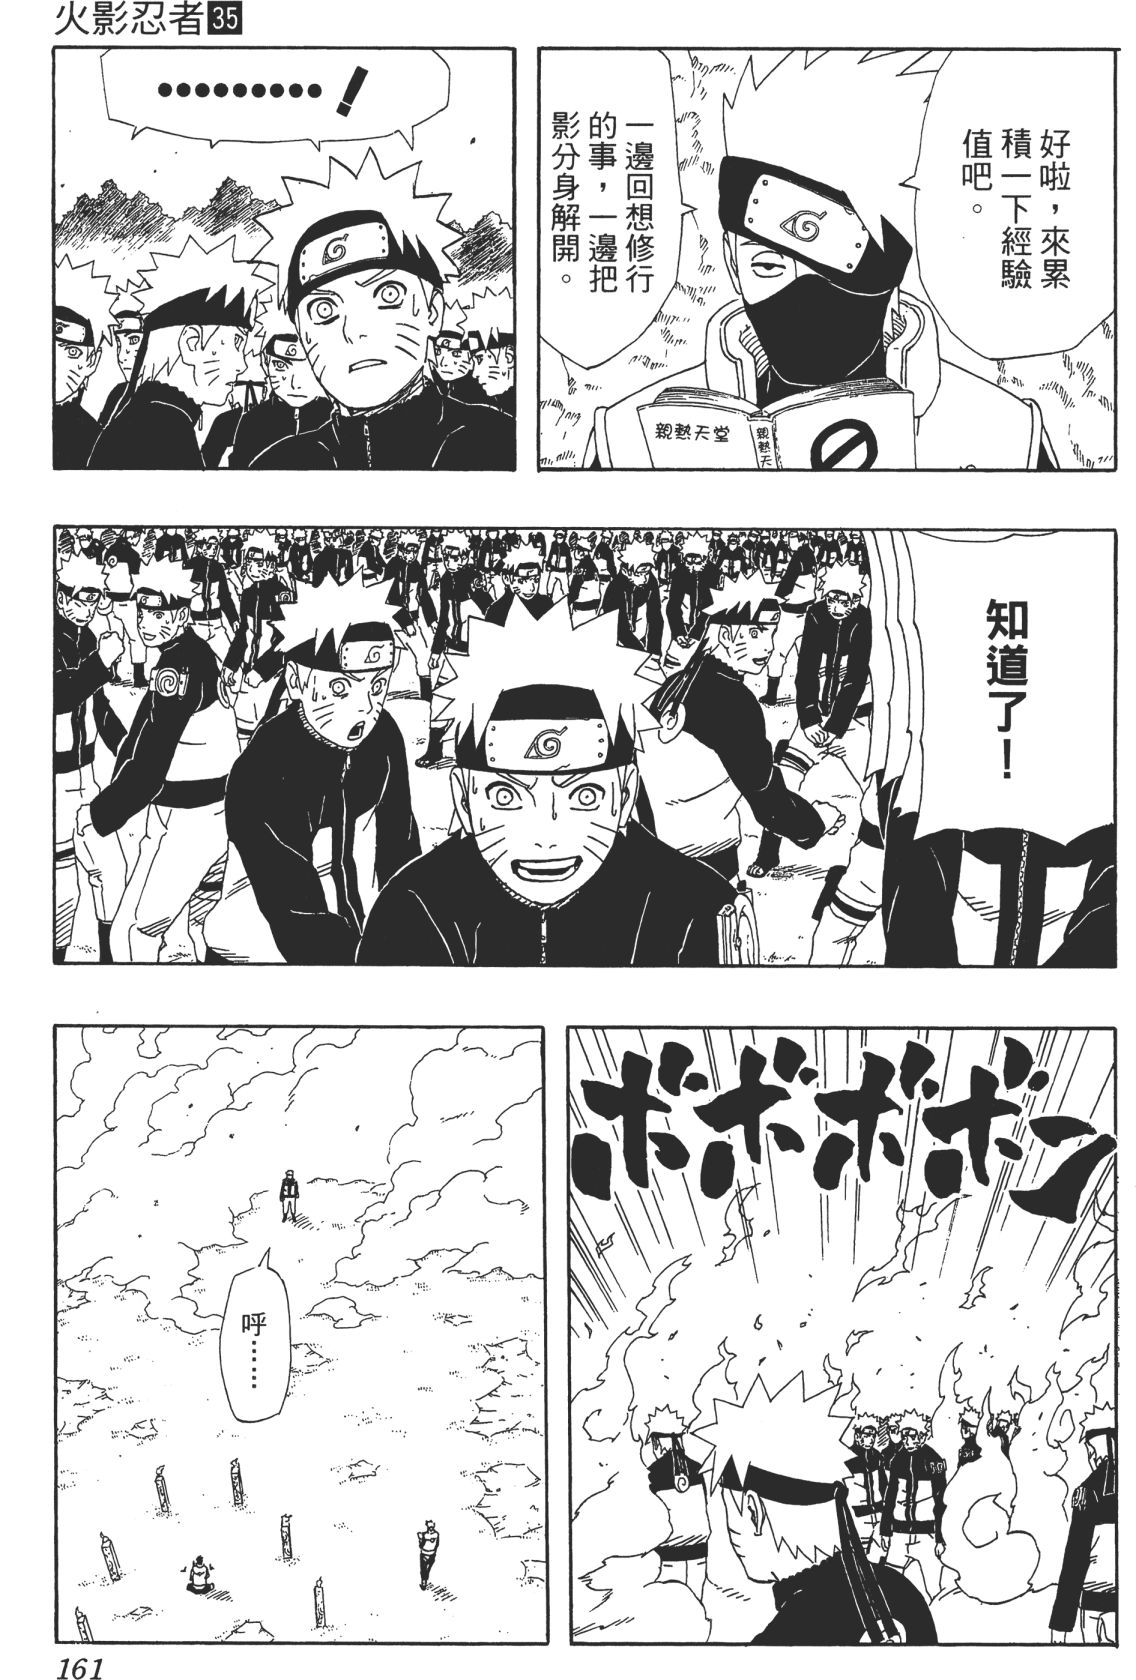 火影忍者35
好啦，來累
積一下經驗
值吧。
一邊回想修行
的事，一邊把
影分身解開。
親熱天堂
親熱天
•••••••••！
知道了！
ボボボボン
呼……
161